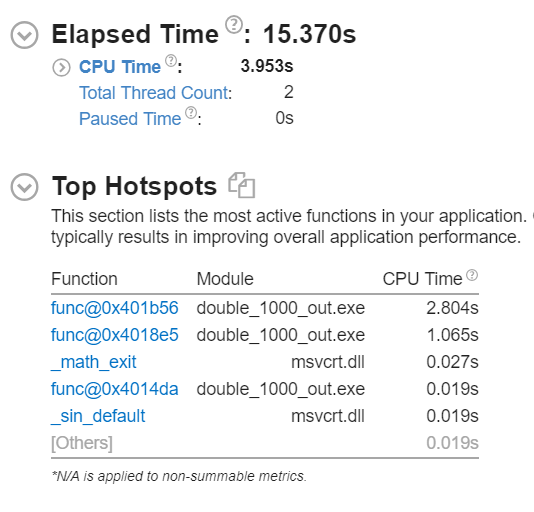 Elapsed Time ?: 15.370s
CPU Time ?: 3.953s
Total Thread Count: 2
Paused Time ?: 0s
Top Hotspots
This section lists the most active functions in your application.
typically results in improving overall application performance.
Function Module CPU Time ?
func@0x401b56 double_1000_out.exe 2.804s
func@0x4018e5 double_1000_out.exe 1.065s
_math_exit msvcrt.dll 0.027s
func@0x4014da double_1000_out.exe 0.019s
_sin_default msvcrt.dll 0.019s
[Others] 0.019s
*N/A is applied to non-summable metrics.